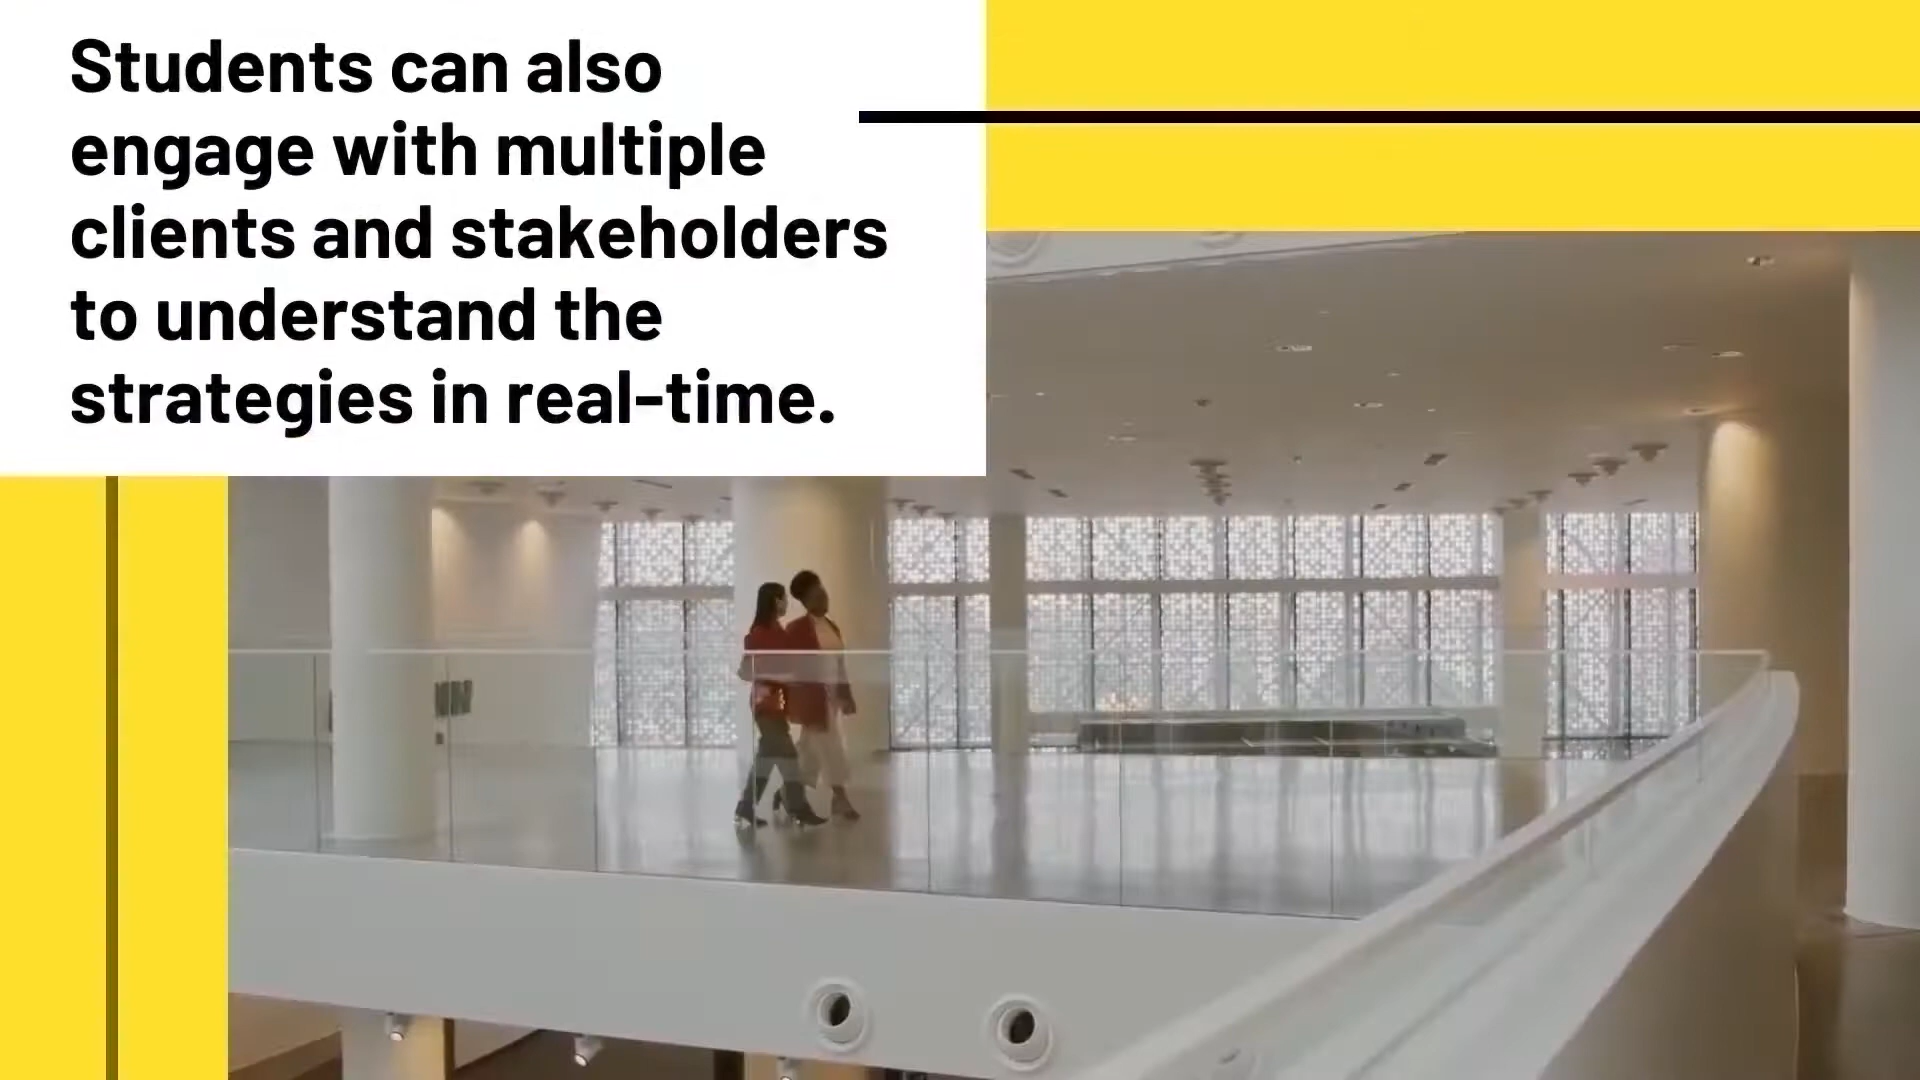 Students can also
engage with multiple
clients and stakeholders
to understand the
strategies in real-time.